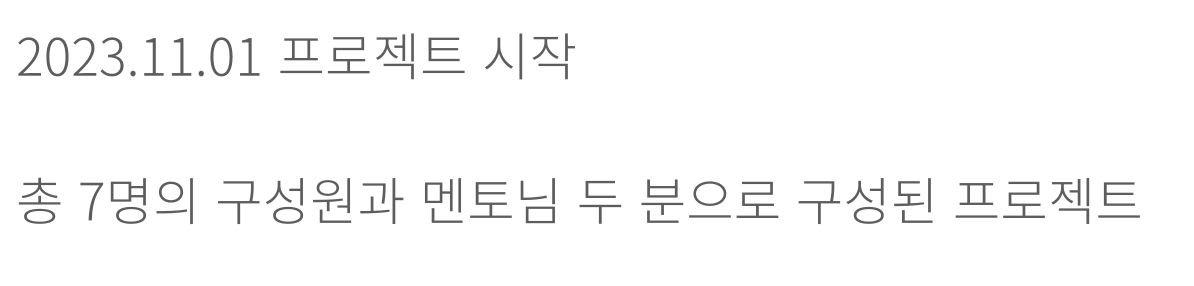 2023.11.01 프로젝트 시작
총 7명의 구성원과 멘토님 두 분으로 구성된 프로젝트